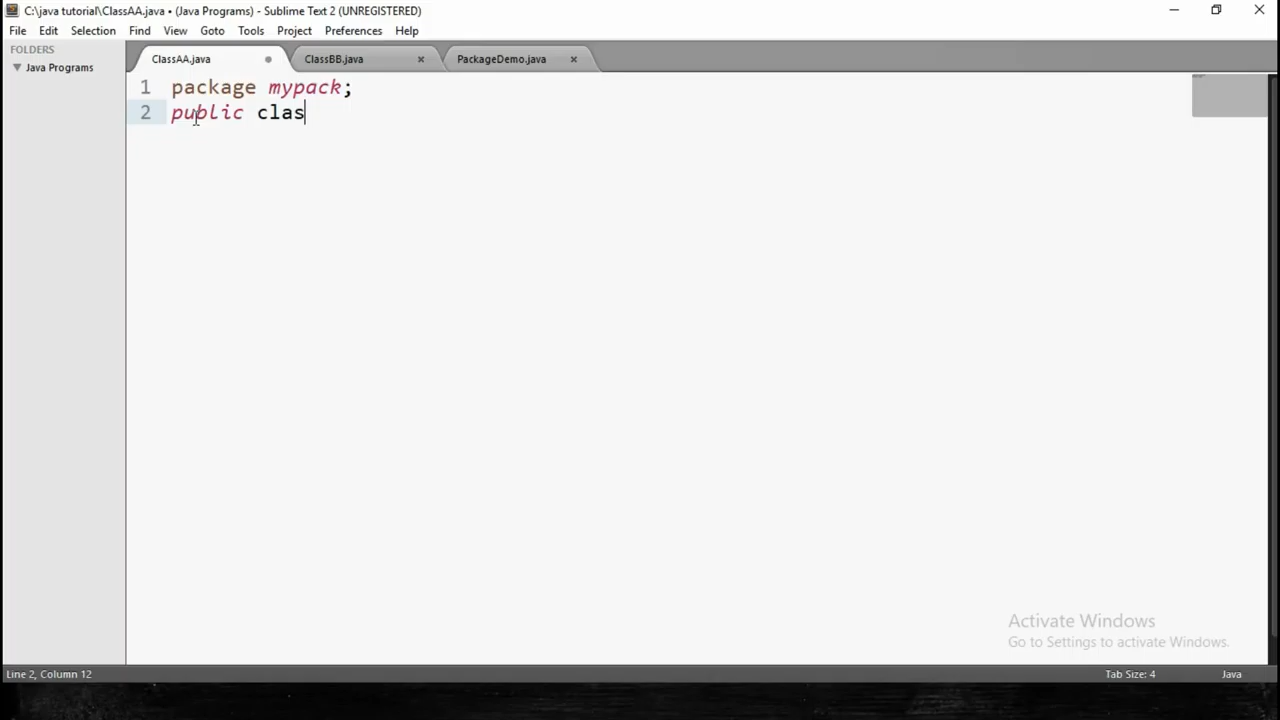 C:\java tutorial\ClassAA.java • (Java Programs) - Sublime Text 2 (UNREGISTERED)
File Edit Selection Find View Goto Tools Project Preferences Help
FOLDERS
Java Programs
ClassAA.java ClassBB.java PackageDemo.java
1 package mypack;
2 public clas
Activate Windows
Go to Settings to activate Windows.
Line 2, Column 12 Tab Size: 4 Java